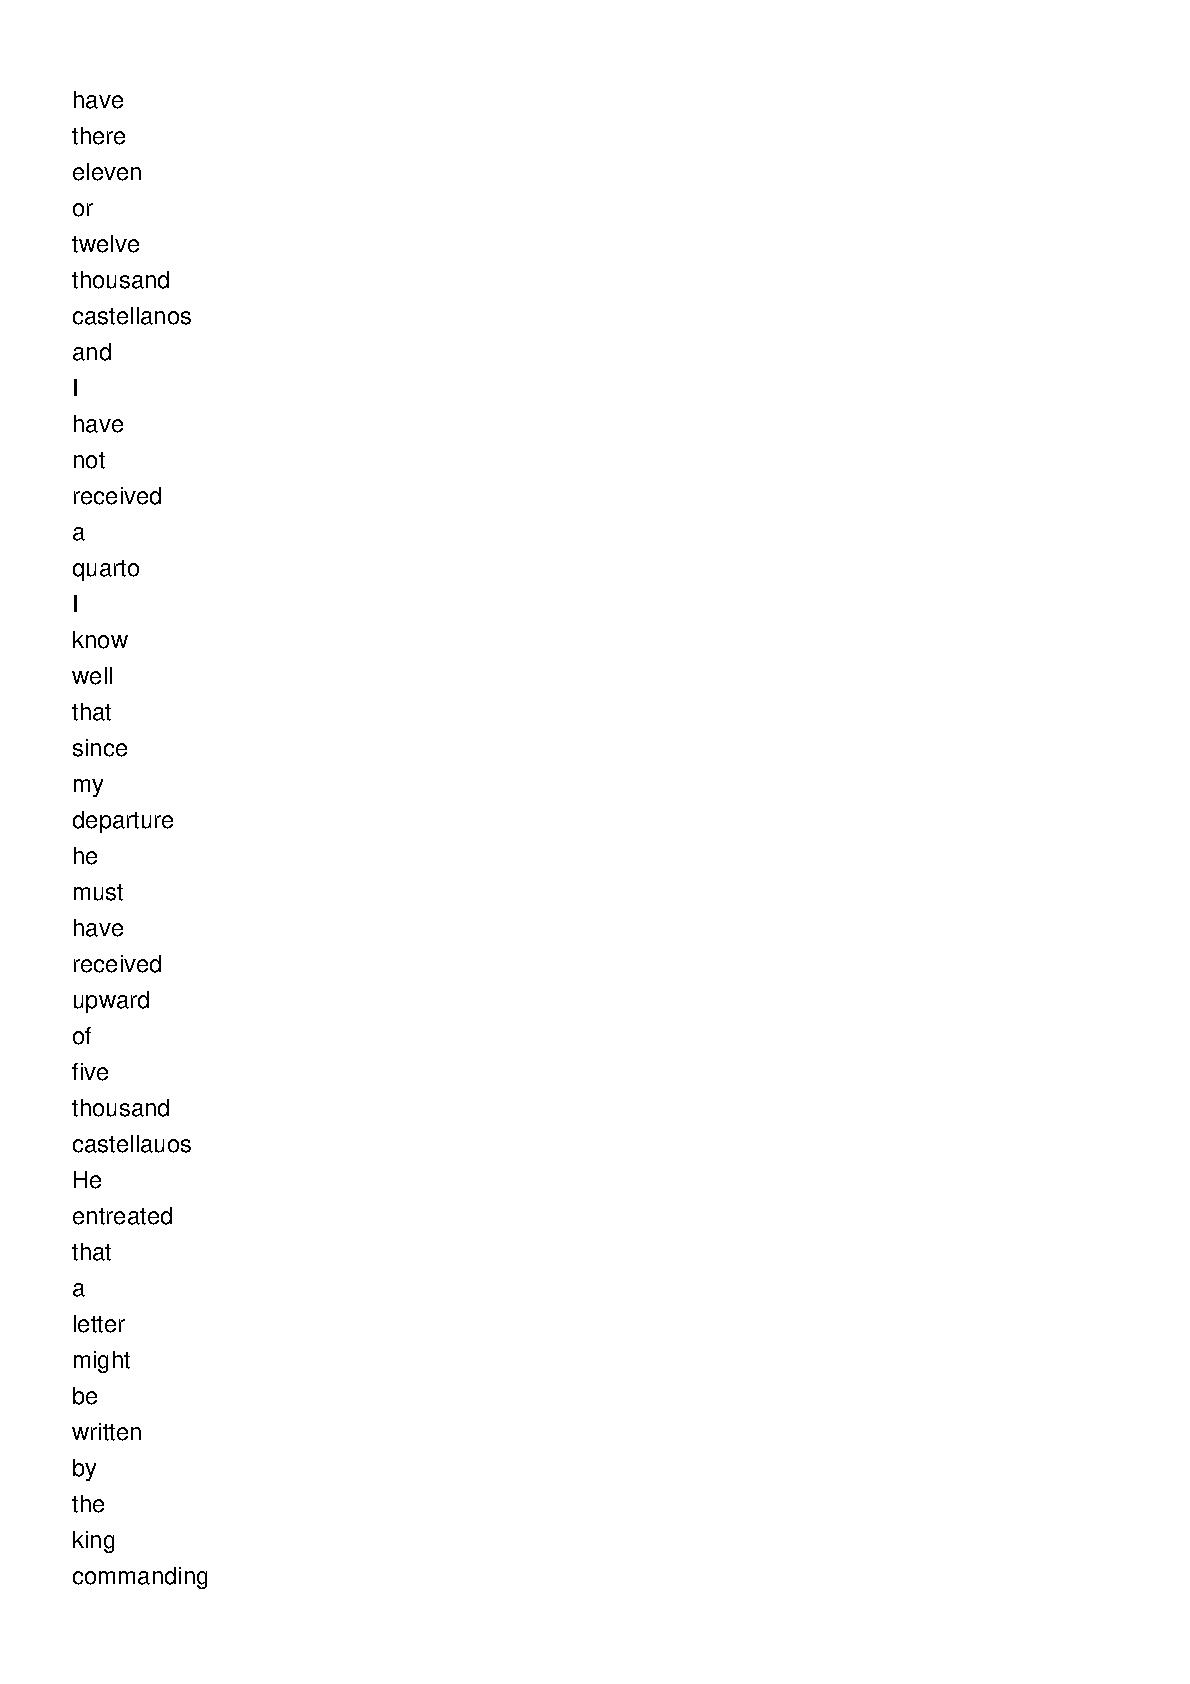 have
there
eleven
or
twelve
thousand
castellanos
and
I
have
not
received
a
quarto
I
know
well
that
since
my
departure
he
must
have
received
upward
of
five
thousand
castellauos
He
entreated
that
a
letter
might
be
written
by
the
king
commanding